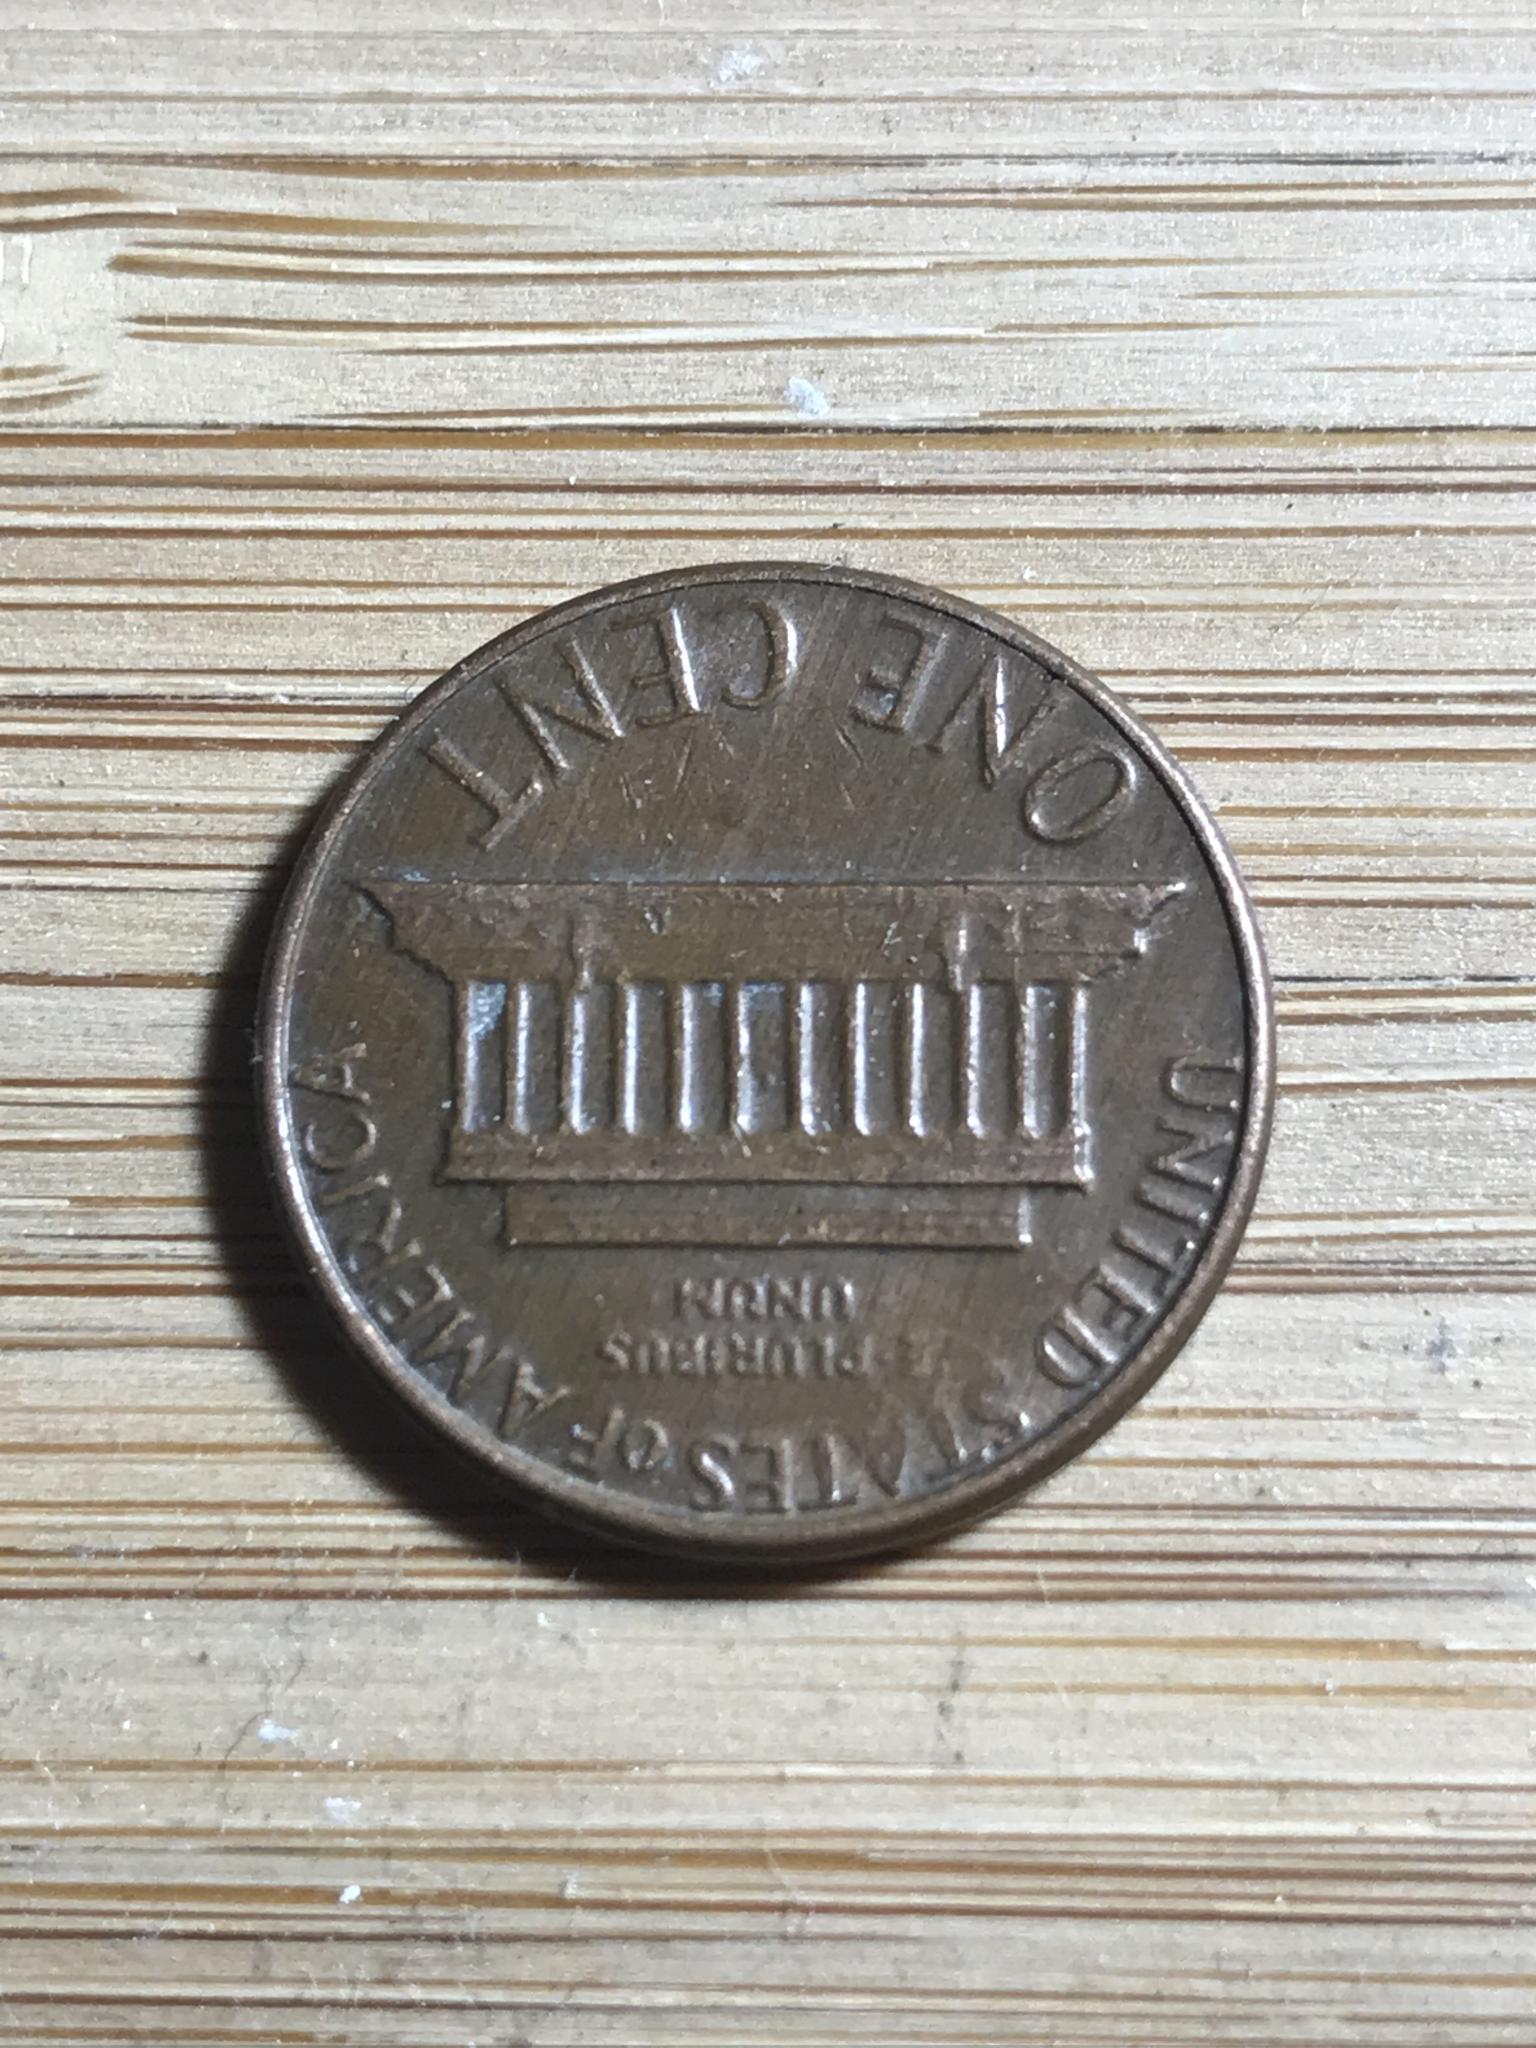 UNITED STATES OF AMERICA
E·PLURIBUS
UNUM
ONE CENT